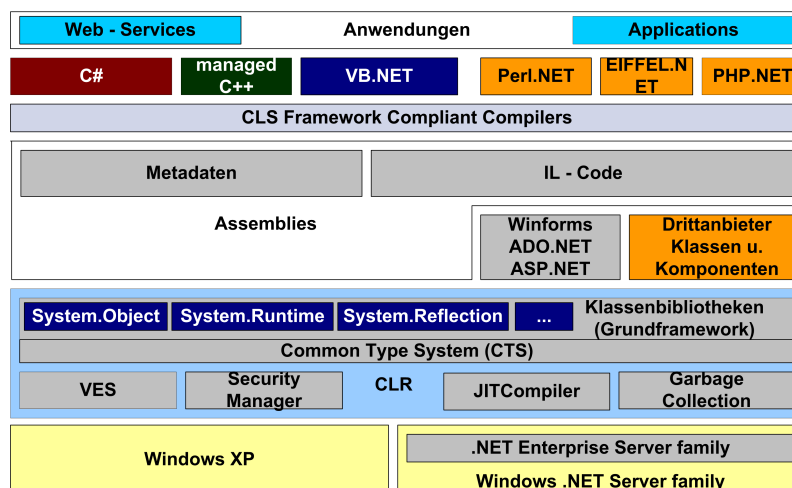 Web - Services
Anwendungen
Applications
C#
managed
C++
VB.NET
Perl.NET
EIFFEL.N
ET
PHP.NET
CLS Framework Compliant Compilers
Metadaten
IL - Code
Assemblies
Winforms
ADO.NET
ASP.NET
Drittanbieter
Klassen u.
Komponenten
System.Object
System.Runtime
System.Reflection
...
Klassenbibliotheken
(Grundframework)
Common Type System (CTS)
VES
Security
Manager
CLR
JITCompiler
Garbage
Collection
Windows XP
.NET Enterprise Server family
Windows .NET Server family